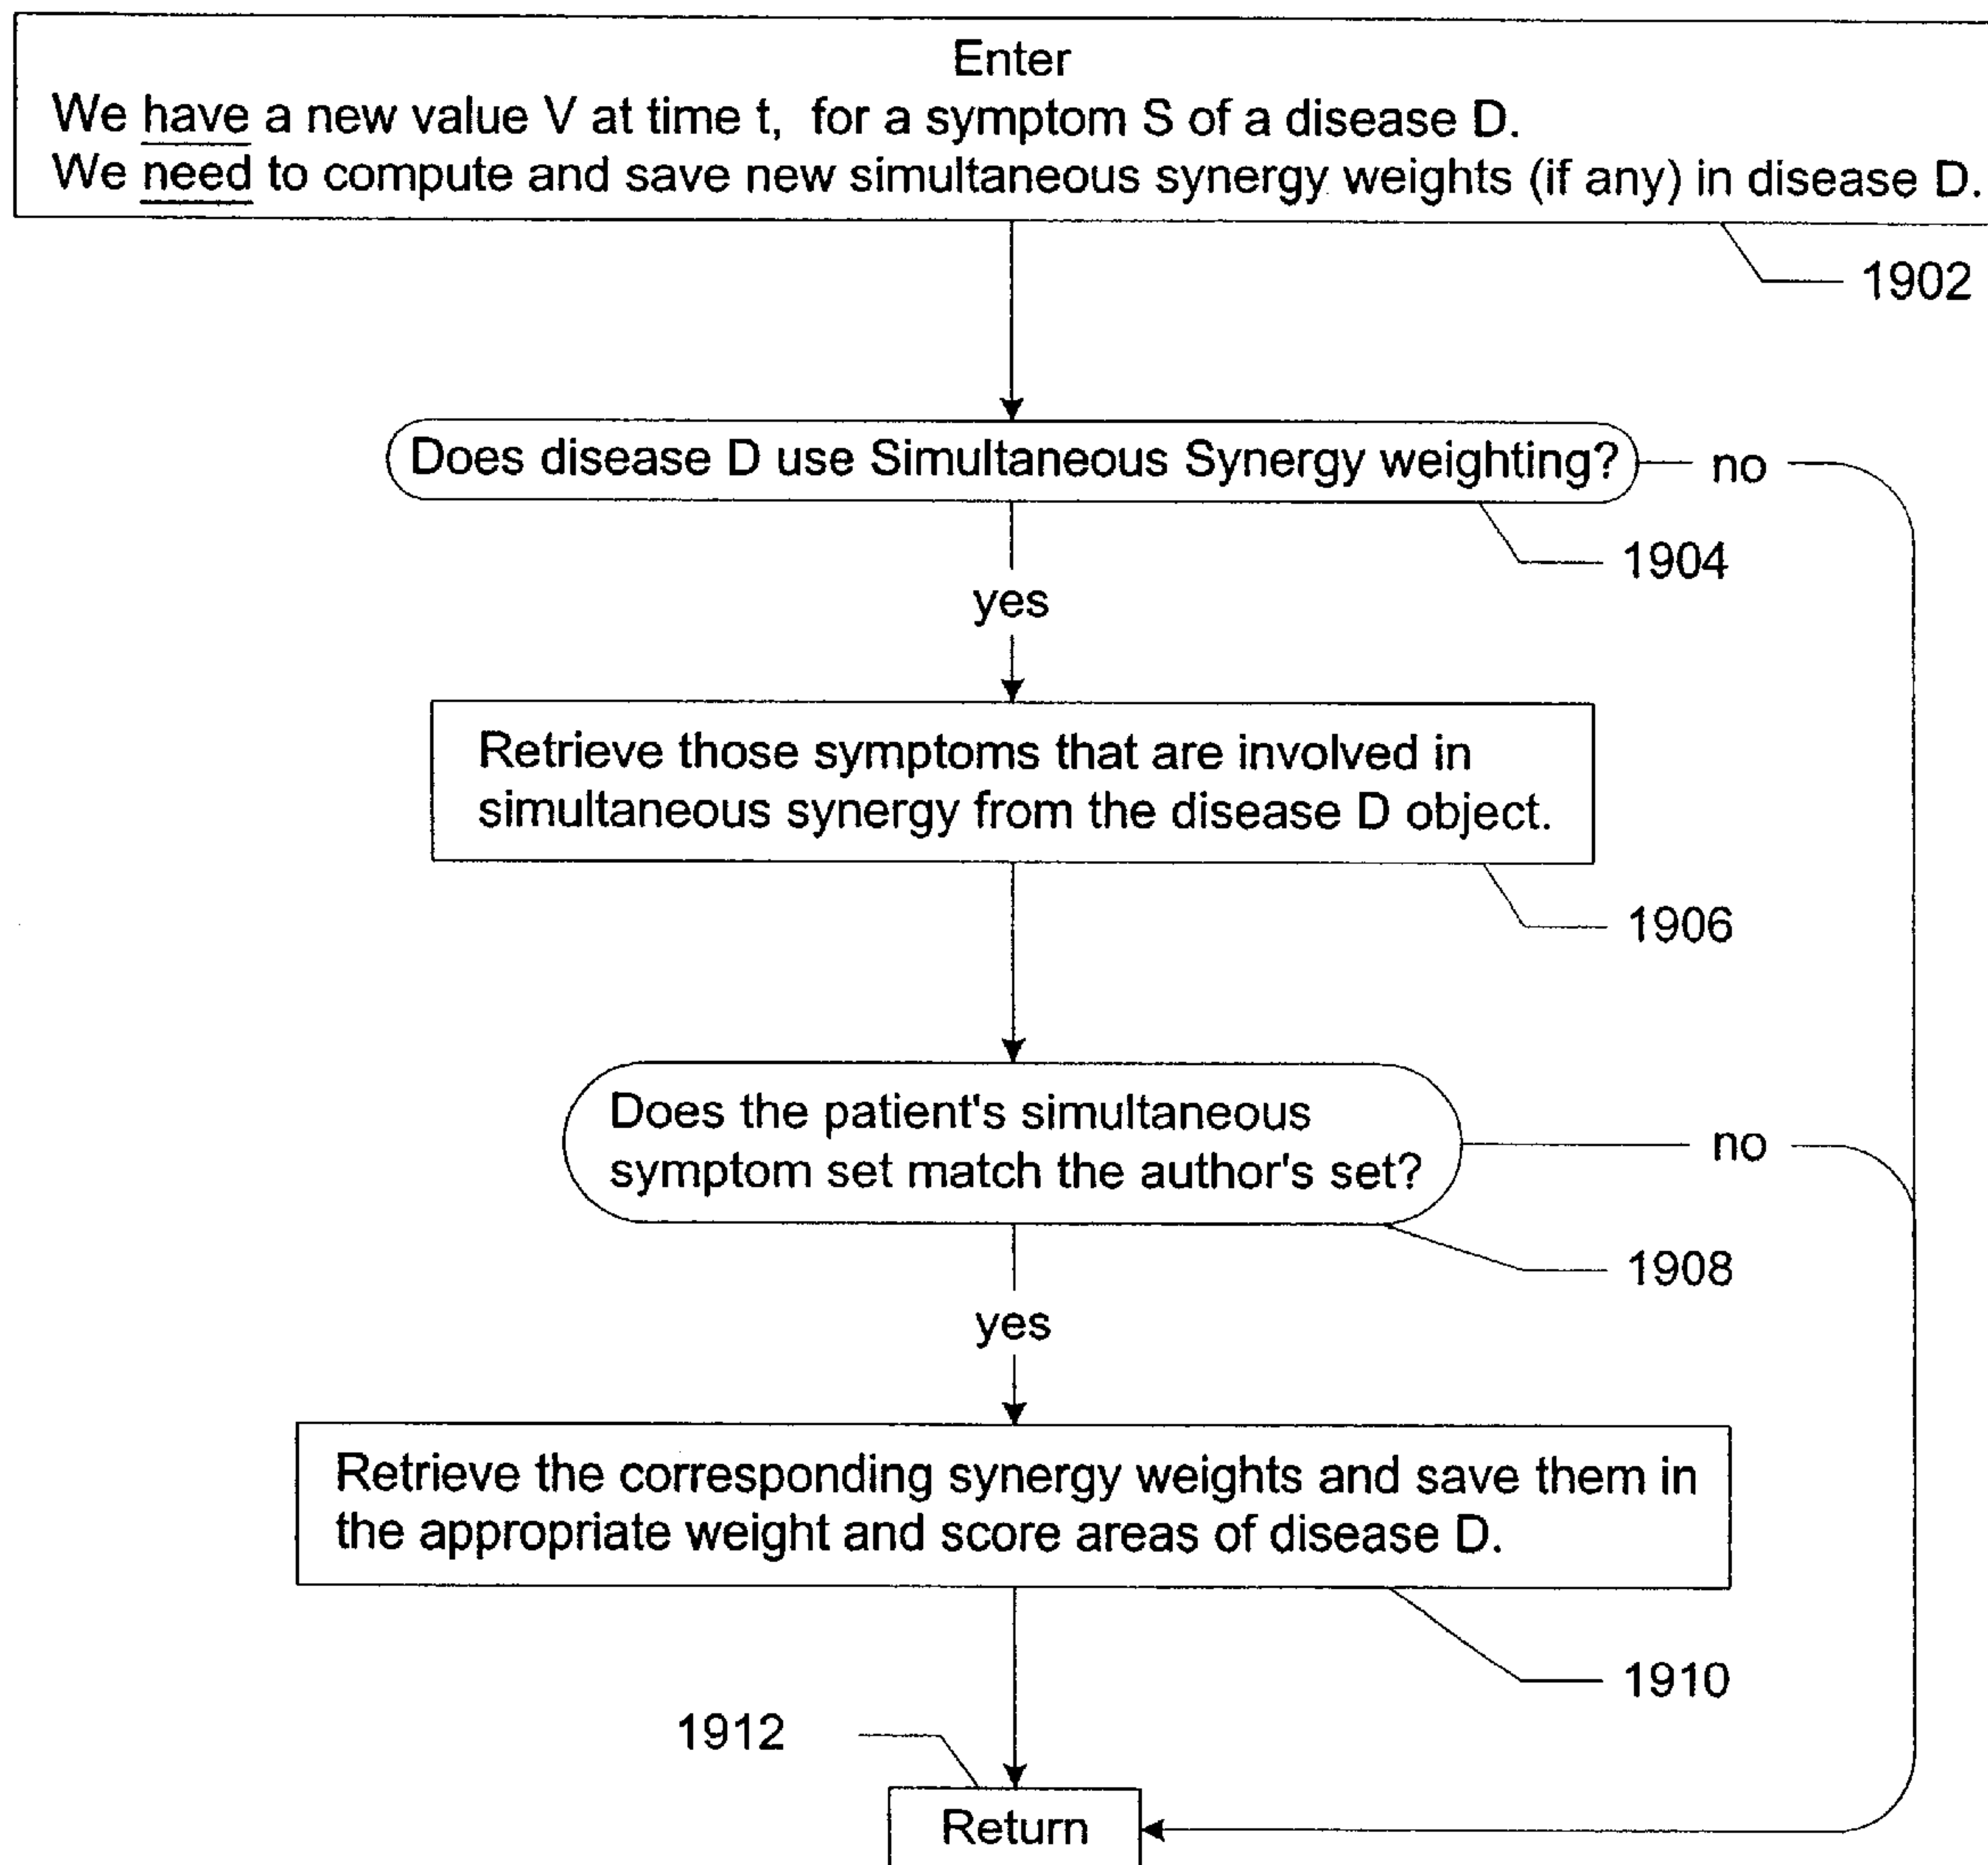 Enter
We have a new value V at time t, for a symptom S of a disease D.
We need to compute and save new simultaneous synergy weights (if any) in disease D.
1902
Does disease D use Simultaneous Synergy weighting?
no
1904
yes
Retrieve those symptoms that are involved in
simultaneous synergy from the disease D object.
1906
Does the patient's simultaneous
symptom set match the author's set?
no
1908
yes
Retrieve the corresponding synergy weights and save them in
the appropriate weight and score areas of disease D.
1910
1912
Return